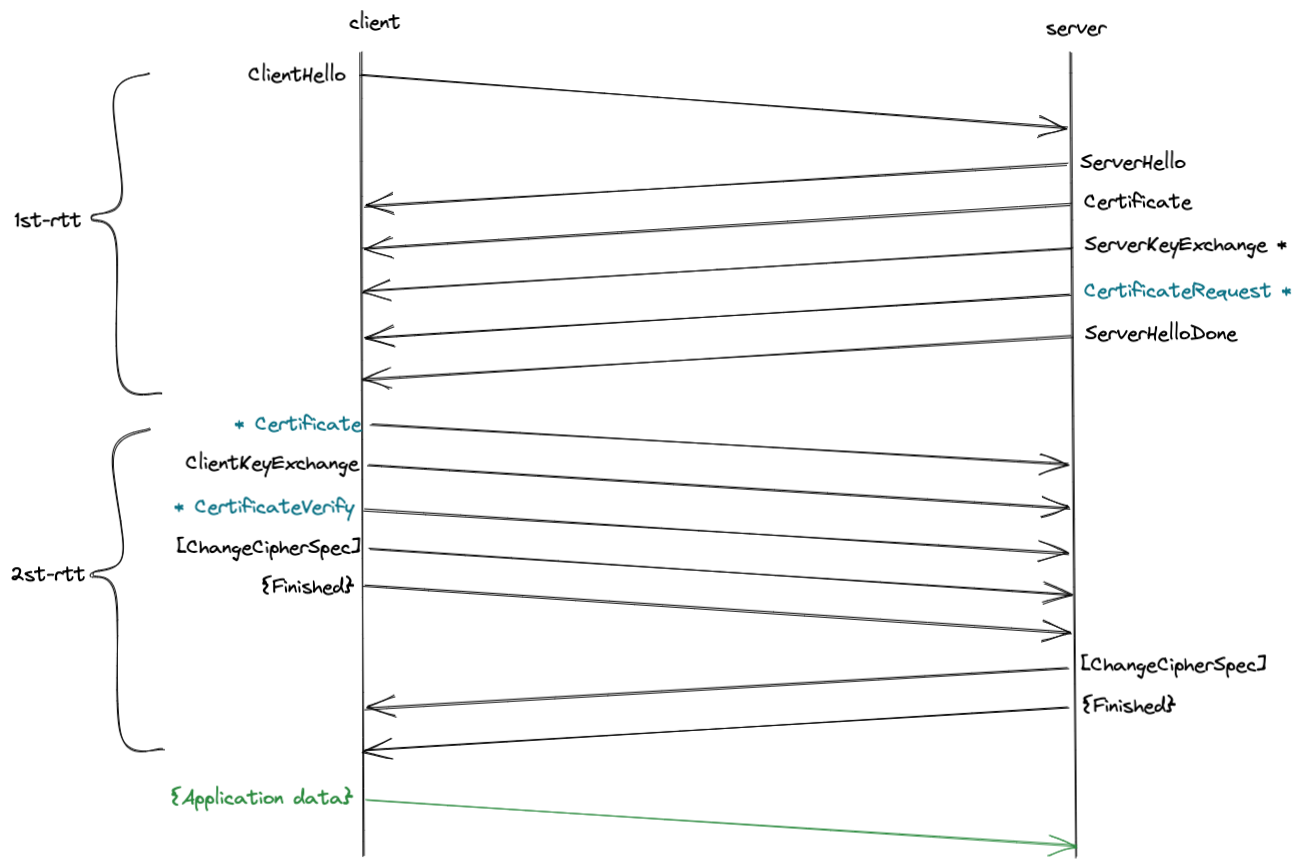 client
server
ClientHello
ServerHello
Certificate
1st-rtt
ServerKeyExchange *
CertificateRequest *
ServerHelloDone
* Certificate
ClientKeyExchange
* CertificateVerify
[ChangeCipherSpec]
2st-rtt
{Finished}
[ChangeCipherSpec]
{Finished}
{Application data}